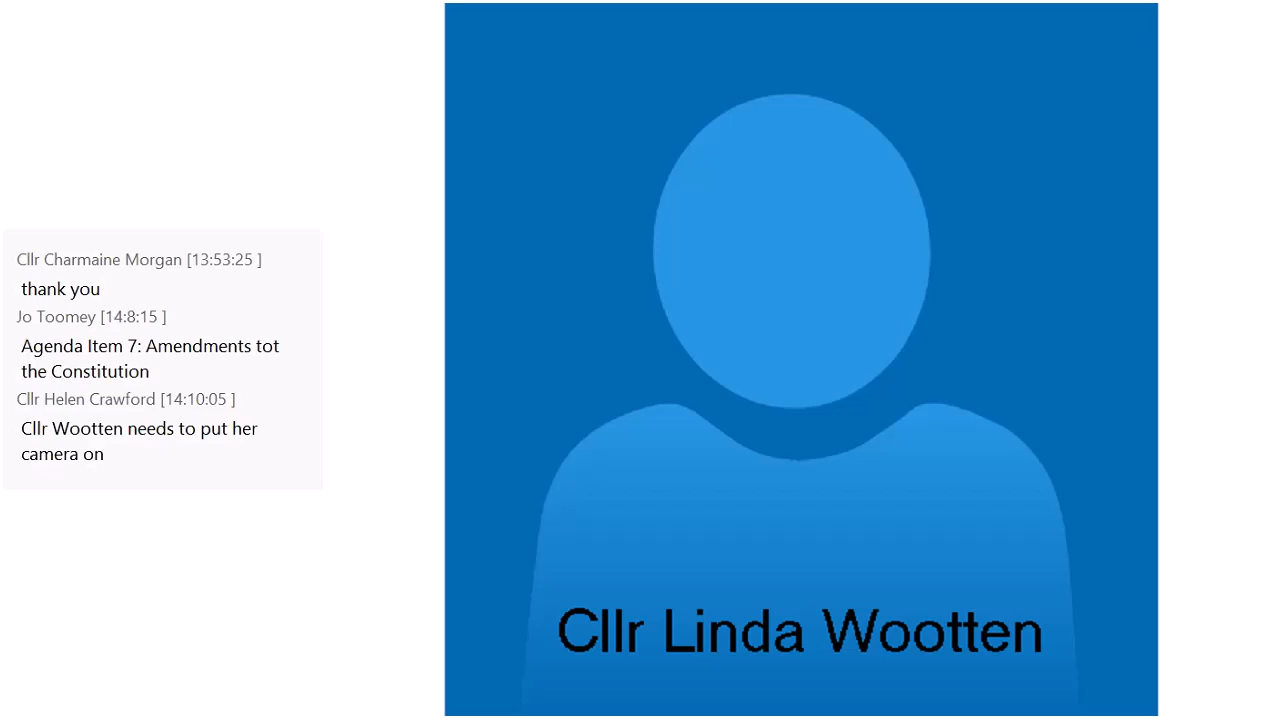 Cllr Charmaine Morgan [13:53:25 ]
thank you
Jo Toomey [14:8:15 ]
Agenda Item 7: Amendments tot
the Constitution
Cllr Helen Crawford [14:10:05 ]
Cllr Wootten needs to put her
camera on
Cllr Linda Wootten